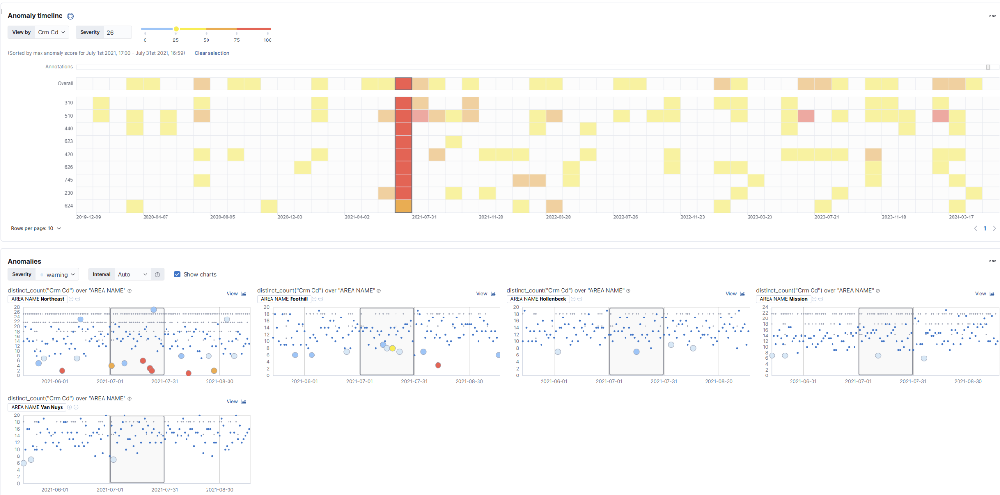 Anomaly timeline
View by Crm Cd Severity 26
0 25 50 75 100
(Sorted by max anomaly score for July 1st 2021, 17:00 - July 31st 2021, 16:59) Clear selection
Annotations
Overall
310
510
440
623
420
626
745
230
624
2019-12-09 2020-04-07 2020-08-05 2020-12-03 2021-04-02 2021-07-31 2021-11-28 2022-03-28 2022-07-26 2022-11-23 2023-03-23 2023-07-21 2023-11-18 2024-03-17
Rows per page: 10
1
Anomalies
Severity warning Interval Auto Show charts
distinct_count("Crm Cd") over "AREA NAME"
View
AREA NAME Northeast
28
26
24
22
20
18
16
14
12
10
8
6
4
2
0
2021-06-01 2021-07-01 2021-07-31 2021-08-30
distinct_count("Crm Cd") over "AREA NAME"
View
AREA NAME Foothill
20
18
16
14
12
10
8
6
4
2
0
2021-06-01 2021-07-01 2021-07-31 2021-08-30
distinct_count("Crm Cd") over "AREA NAME"
View
AREA NAME Hollenbeck
20
18
16
14
12
10
8
6
4
2
0
2021-06-01 2021-07-01 2021-07-31 2021-08-30
distinct_count("Crm Cd") over "AREA NAME"
View
AREA NAME Mission
24
22
20
18
16
14
12
10
8
6
4
2
0
2021-06-01 2021-07-01 2021-07-31 2021-08-30
distinct_count("Crm Cd") over "AREA NAME"
View
AREA NAME Van Nuys
20
18
16
14
12
10
8
6
4
2
0
2021-06-01 2021-07-01 2021-07-31 2021-08-30